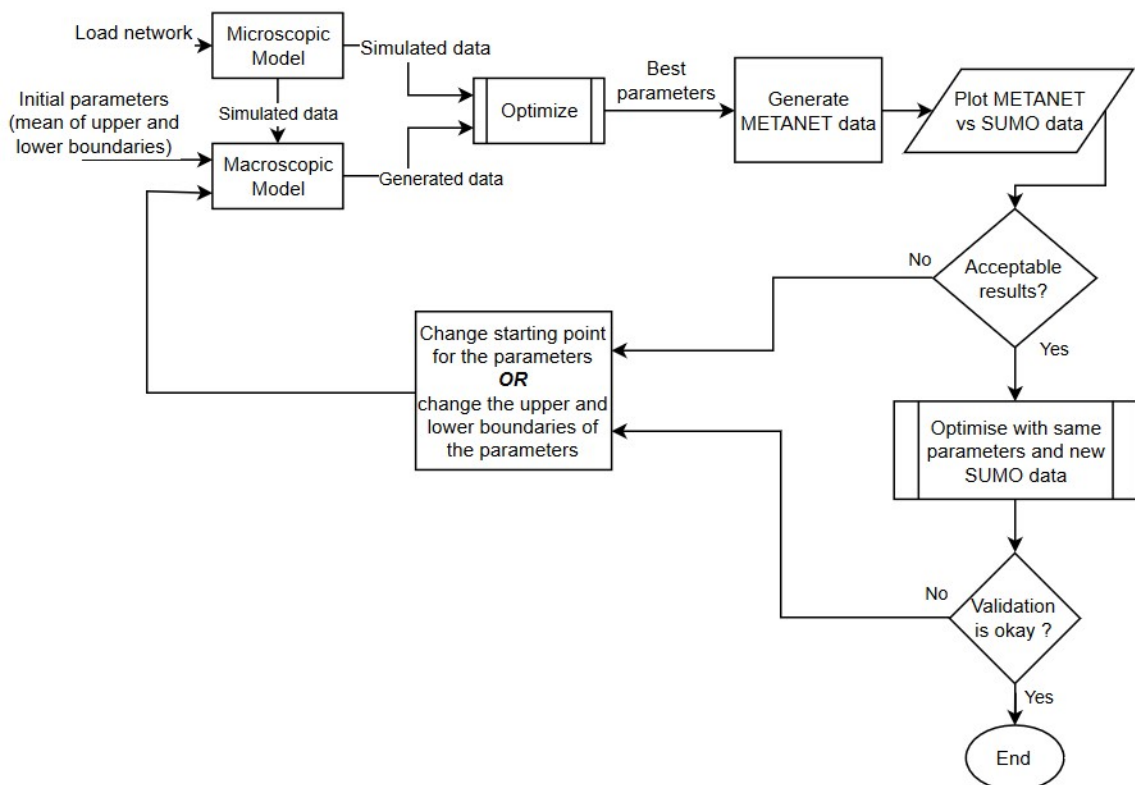 Load network
Microscopic
Model
Simulated data
Initial parameters
(mean of upper and
lower boundaries)
Simulated data
Macroscopic
Model
Generated data
Optimize
Best
parameters
Generate
METANET data
Plot METANET
vs SUMO data
Acceptable
results?
No
Yes
Change starting point
for the parameters
OR
change the upper and
lower boundaries of
the parameters
Optimise with same
parameters and new
SUMO data
Validation
is okay ?
No
Yes
End